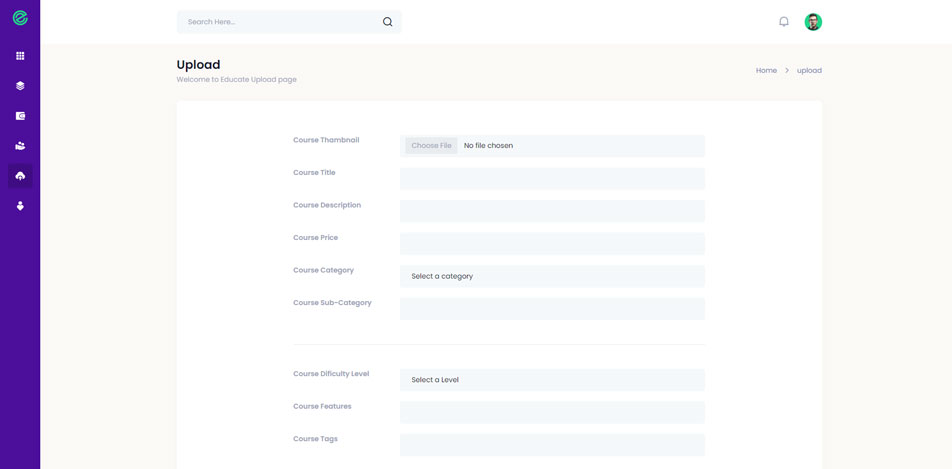 Search Here...
Upload
Welcome to Educate Upload page
Home > upload
Course Thambnail
Choose File No file chosen
Course Title
Course Description
Course Price
Course Category
Select a category
Course Sub-Category
Course Dificulty Level
Select a Level
Course Features
Course Tags